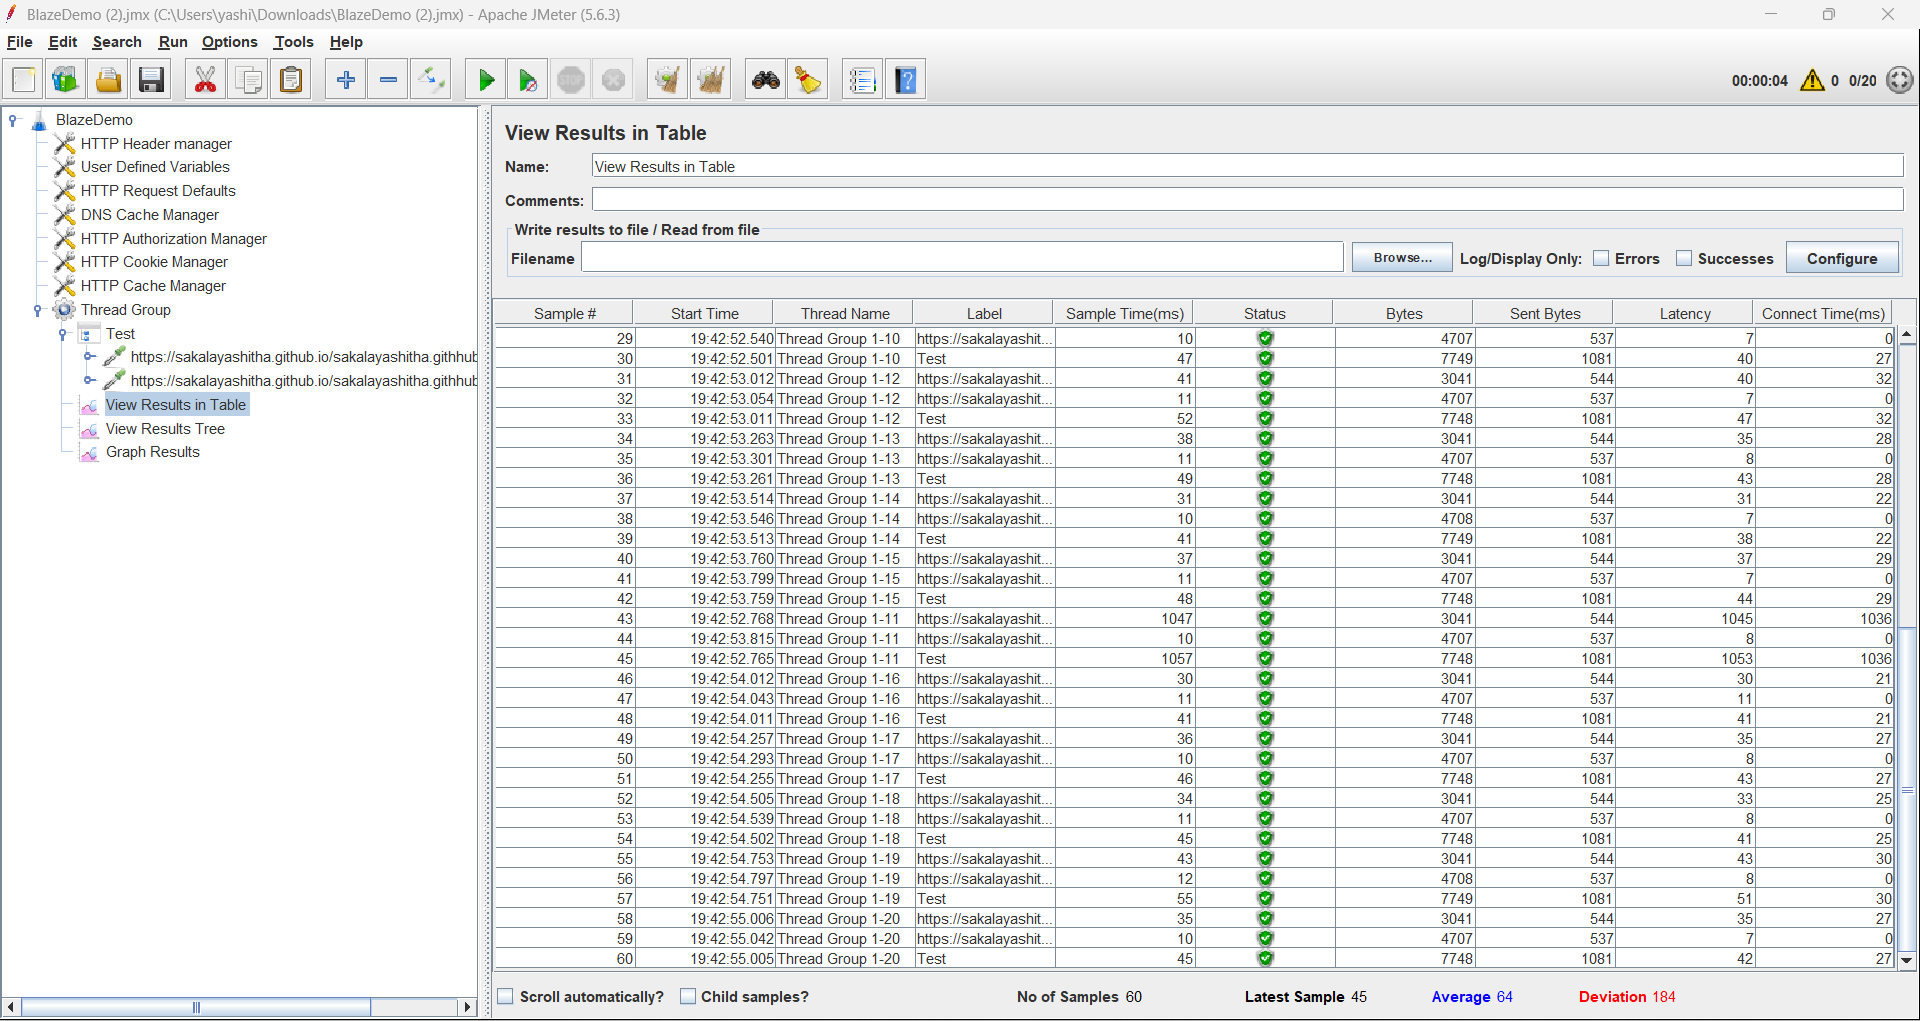 BlazeDemo (2).jmx (C:\Users\yashi\Downloads\BlazeDemo (2).jmx) - Apache JMeter (5.6.3)
File Edit Search Run Options Tools Help
STOP
00:00:04 0 0/20
BlazeDemo
HTTP Header manager
User Defined Variables
HTTP Request Defaults
DNS Cache Manager
HTTP Authorization Manager
HTTP Cookie Manager
HTTP Cache Manager
Thread Group
Test
https://sakalayashitha.github.io/sakalayashitha.githhub
https://sakalayashitha.github.io/sakalayashitha.githhub
View Results in Table
View Results Tree
Graph Results
View Results in Table
Name: View Results in Table
Comments:
Write results to file / Read from file
Filename Browse... Log/Display Only: Errors Successes Configure
Sample # Start Time Thread Name Label Sample Time(ms) Status Bytes Sent Bytes Latency Connect Time(ms)
29 19:42:52.540 Thread Group 1-10 https://sakalayashit... 10 4707 537 7 0
30 19:42:52.501 Thread Group 1-10 Test 47 7749 1081 40 27
31 19:42:53.012 Thread Group 1-12 https://sakalayashit... 41 3041 544 40 32
32 19:42:53.054 Thread Group 1-12 https://sakalayashit... 11 4707 537 7 0
33 19:42:53.011 Thread Group 1-12 Test 52 7748 1081 47 32
34 19:42:53.263 Thread Group 1-13 https://sakalayashit... 38 3041 544 35 28
35 19:42:53.301 Thread Group 1-13 https://sakalayashit... 11 4707 537 8 0
36 19:42:53.261 Thread Group 1-13 Test 49 7748 1081 43 28
37 19:42:53.514 Thread Group 1-14 https://sakalayashit... 31 3041 544 31 22
38 19:42:53.546 Thread Group 1-14 https://sakalayashit... 10 4708 537 7 0
39 19:42:53.513 Thread Group 1-14 Test 41 7749 1081 38 22
40 19:42:53.760 Thread Group 1-15 https://sakalayashit... 37 3041 544 37 29
41 19:42:53.799 Thread Group 1-15 https://sakalayashit... 11 4707 537 7 0
42 19:42:53.759 Thread Group 1-15 Test 48 7748 1081 44 29
43 19:42:52.768 Thread Group 1-11 https://sakalayashit... 1047 3041 544 1045 1036
44 19:42:53.815 Thread Group 1-11 https://sakalayashit... 10 4707 537 8 0
45 19:42:52.765 Thread Group 1-11 Test 1057 7748 1081 1053 1036
46 19:42:54.012 Thread Group 1-16 https://sakalayashit... 30 3041 544 30 21
47 19:42:54.043 Thread Group 1-16 https://sakalayashit... 11 4707 537 11 0
48 19:42:54.011 Thread Group 1-16 Test 41 7748 1081 41 21
49 19:42:54.257 Thread Group 1-17 https://sakalayashit... 36 3041 544 35 27
50 19:42:54.293 Thread Group 1-17 https://sakalayashit... 10 4707 537 8 0
51 19:42:54.255 Thread Group 1-17 Test 46 7748 1081 43 27
52 19:42:54.505 Thread Group 1-18 https://sakalayashit... 34 3041 544 33 25
53 19:42:54.539 Thread Group 1-18 https://sakalayashit... 11 4707 537 8 0
54 19:42:54.502 Thread Group 1-18 Test 45 7748 1081 41 25
55 19:42:54.753 Thread Group 1-19 https://sakalayashit... 43 3041 544 43 30
56 19:42:54.797 Thread Group 1-19 https://sakalayashit... 12 4708 537 8 0
57 19:42:54.751 Thread Group 1-19 Test 55 7749 1081 51 30
58 19:42:55.006 Thread Group 1-20 https://sakalayashit... 35 3041 544 35 27
59 19:42:55.042 Thread Group 1-20 https://sakalayashit... 10 4707 537 7 0
60 19:42:55.005 Thread Group 1-20 Test 45 7748 1081 42 27
Scroll automatically? Child samples? No of Samples 60 Latest Sample 45 Average 64 Deviation 184